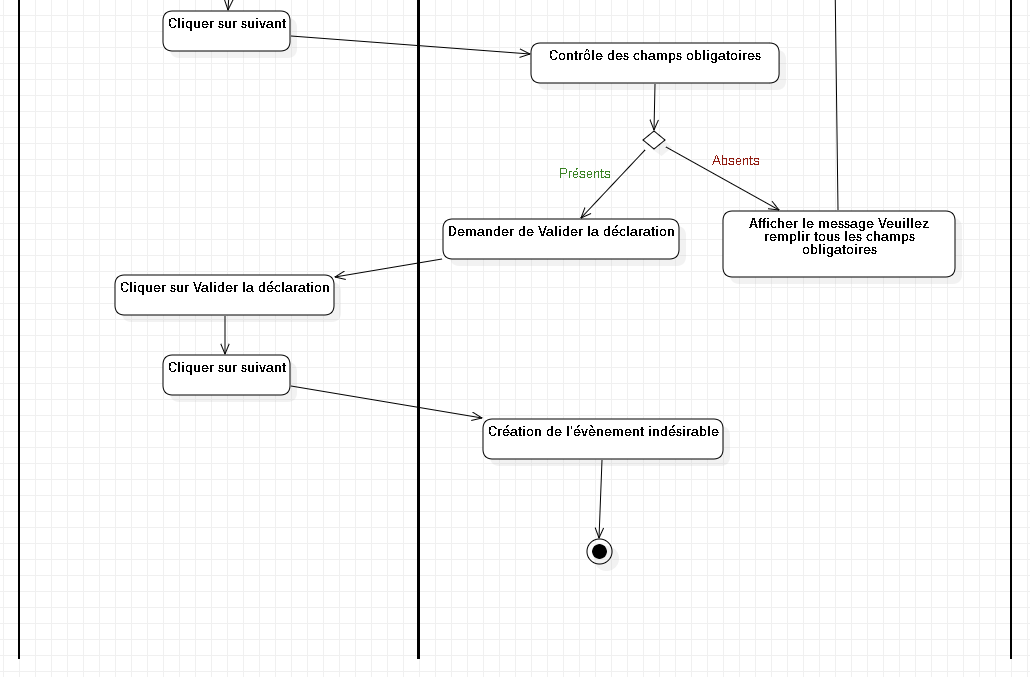 Cliquer sur suivant
Contrôle des champs obligatoires
Présents
Absents
Demander de Valider la déclaration
Afficher le message Veuillez
remplir tous les champs
obligatoires
Cliquer sur Valider la déclaration
Cliquer sur suivant
Création de l'évènement indésirable